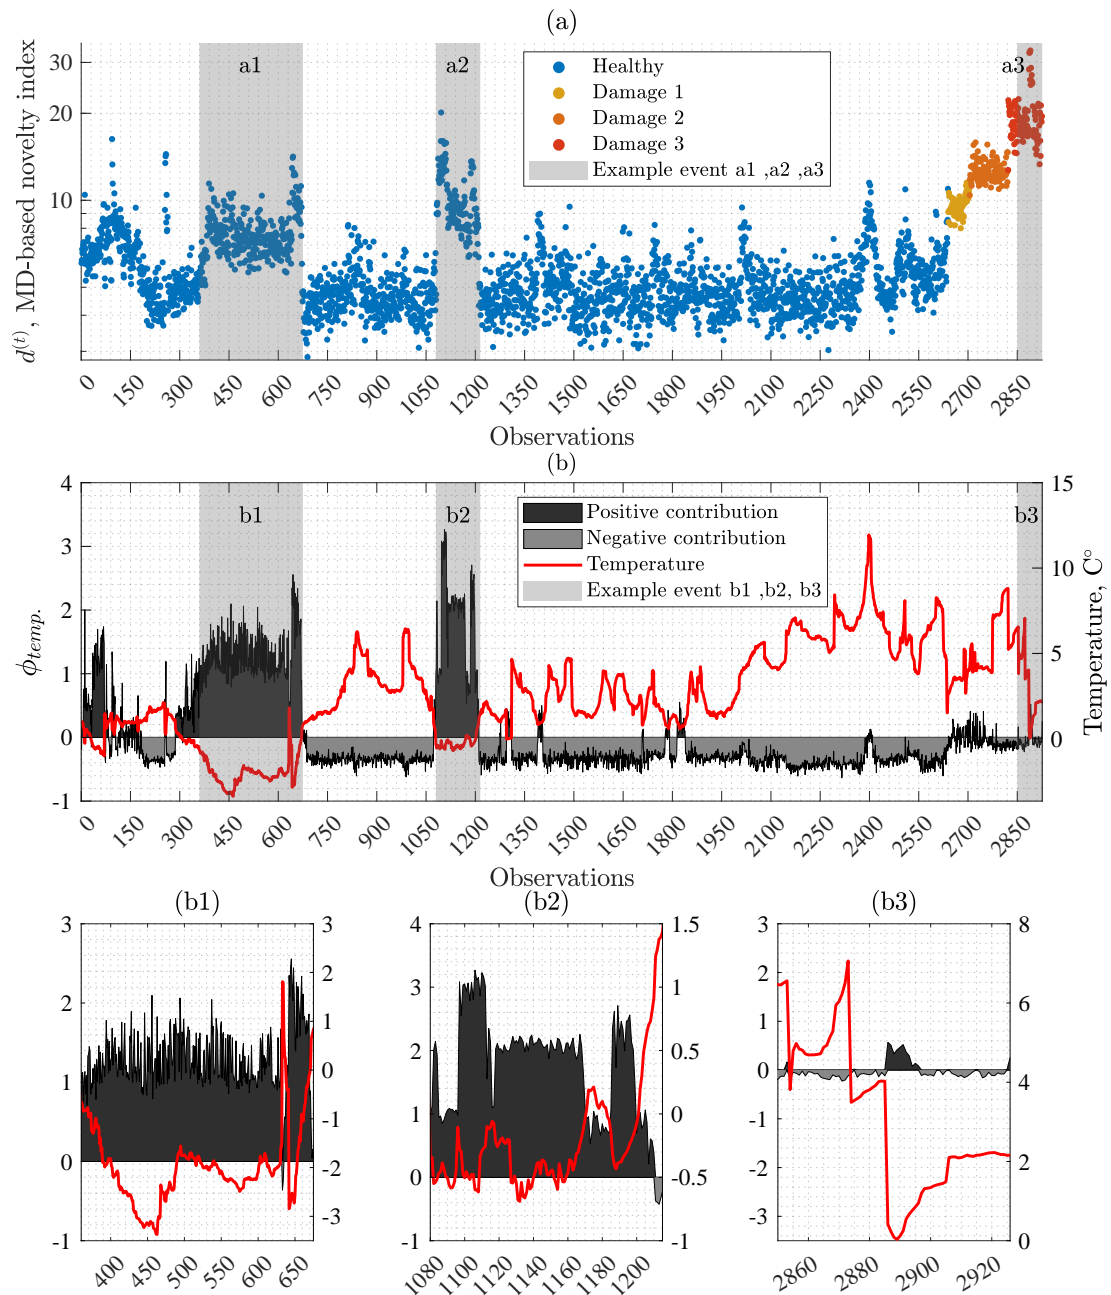 (a)
d^(t), MD-based novelty index
30
20
10
a1
a2
a3
Healthy
Damage 1
Damage 2
Damage 3
Example event a1 ,a2 ,a3
0 150 300 450 600 750 900 1050 1200 1350 1500 1650 1800 1950 2100 2250 2400 2550 2700 2850
Observations
(b)
ϕtemp.
4
3
2
1
0
-1
b1
b2
b3
Positive contribution
Negative contribution
Temperature
Example event b1 ,b2, b3
15
10
5
0
Temperature, C°
0 150 300 450 600 750 900 1050 1200 1350 1500 1650 1800 1950 2100 2250 2400 2550 2700 2850
Observations
(b1)
3
2
1
0
-1
3
2
1
0
-1
-2
-3
400 450 500 550 600 650
(b2)
4
3
2
1
0
-1
1.5
1
0.5
0
-0.5
-1
1080 1100 1120 1140 1160 1180 1200
(b3)
3
2
1
0
-1
-2
-3
8
6
4
2
0
2860 2880 2900 2920